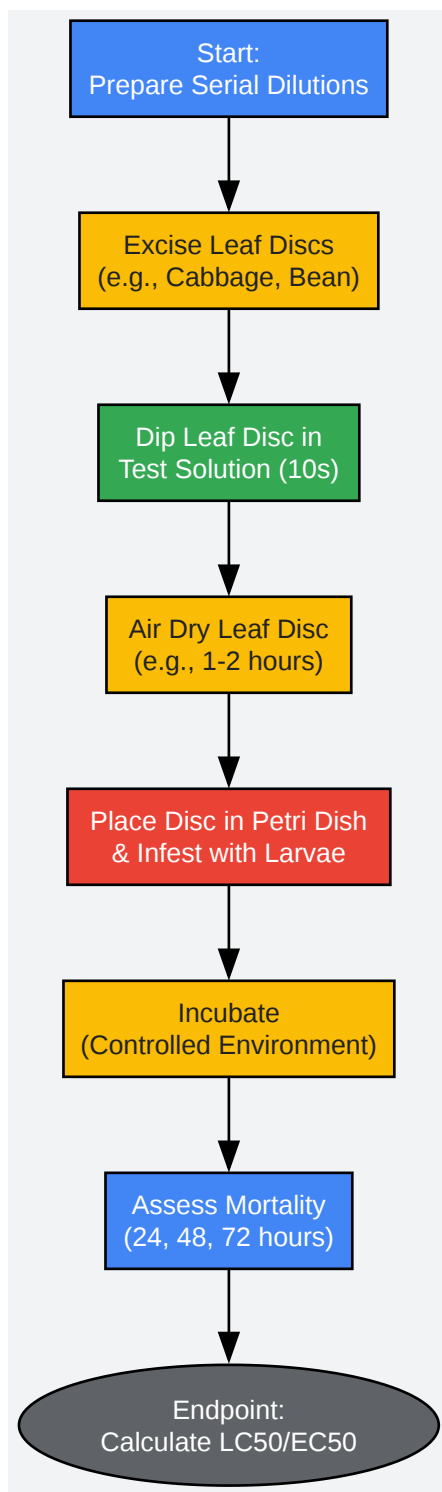 Start:
Prepare Serial Dilutions
Excise Leaf Discs
(e.g., Cabbage, Bean)
Dip Leaf Disc in
Test Solution (10s)
Air Dry Leaf Disc
(e.g., 1-2 hours)
Place Disc in Petri Dish
& Infest with Larvae
Incubate
(Controlled Environment)
Assess Mortality
(24, 48, 72 hours)
Endpoint:
Calculate LC50/EC50